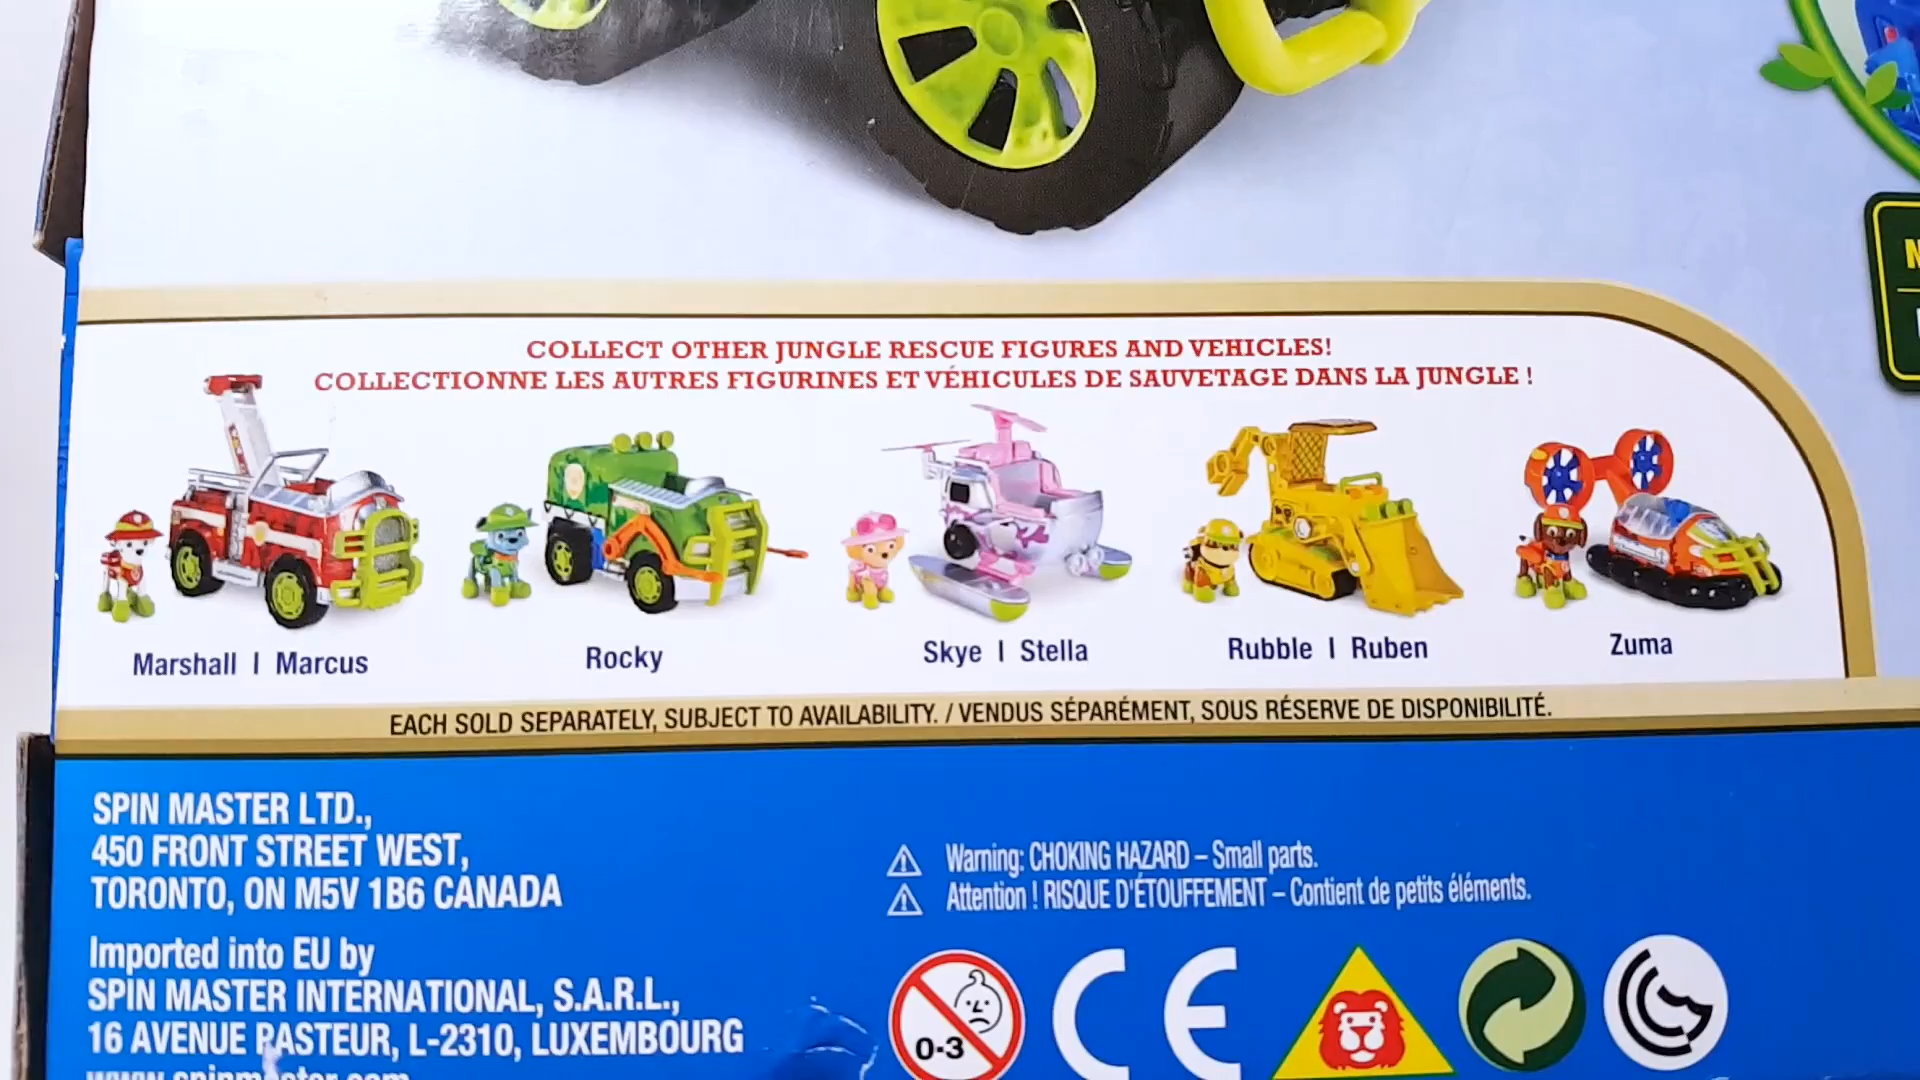 COLLECT OTHER JUNGLE RESCUE FIGURES AND VEHICLES!
COLLECTIONNE LES AUTRES FIGURINES ET VÉHICULES DE SAUVETAGE DANS LA JUNGLE !
Marshall | Marcus
Rocky
Skye | Stella
Rubble | Ruben
Zuma
EACH SOLD SEPARATELY, SUBJECT TO AVAILABILITY. / VENDUS SÉPARÉMENT, SOUS RÉSERVE DE DISPONIBILITÉ.
SPIN MASTER LTD.,
450 FRONT STREET WEST,
TORONTO, ON M5V 1B6 CANADA
Imported into EU by
SPIN MASTER INTERNATIONAL, S.A.R.L.,
16 AVENUE PASTEUR, L-2310, LUXEMBOURG
www.spinmaster.com
Warning: CHOKING HAZARD – Small parts.
Attention ! RISQUE D'ÉTOUFFEMENT – Contient de petits éléments.
0-3
CE